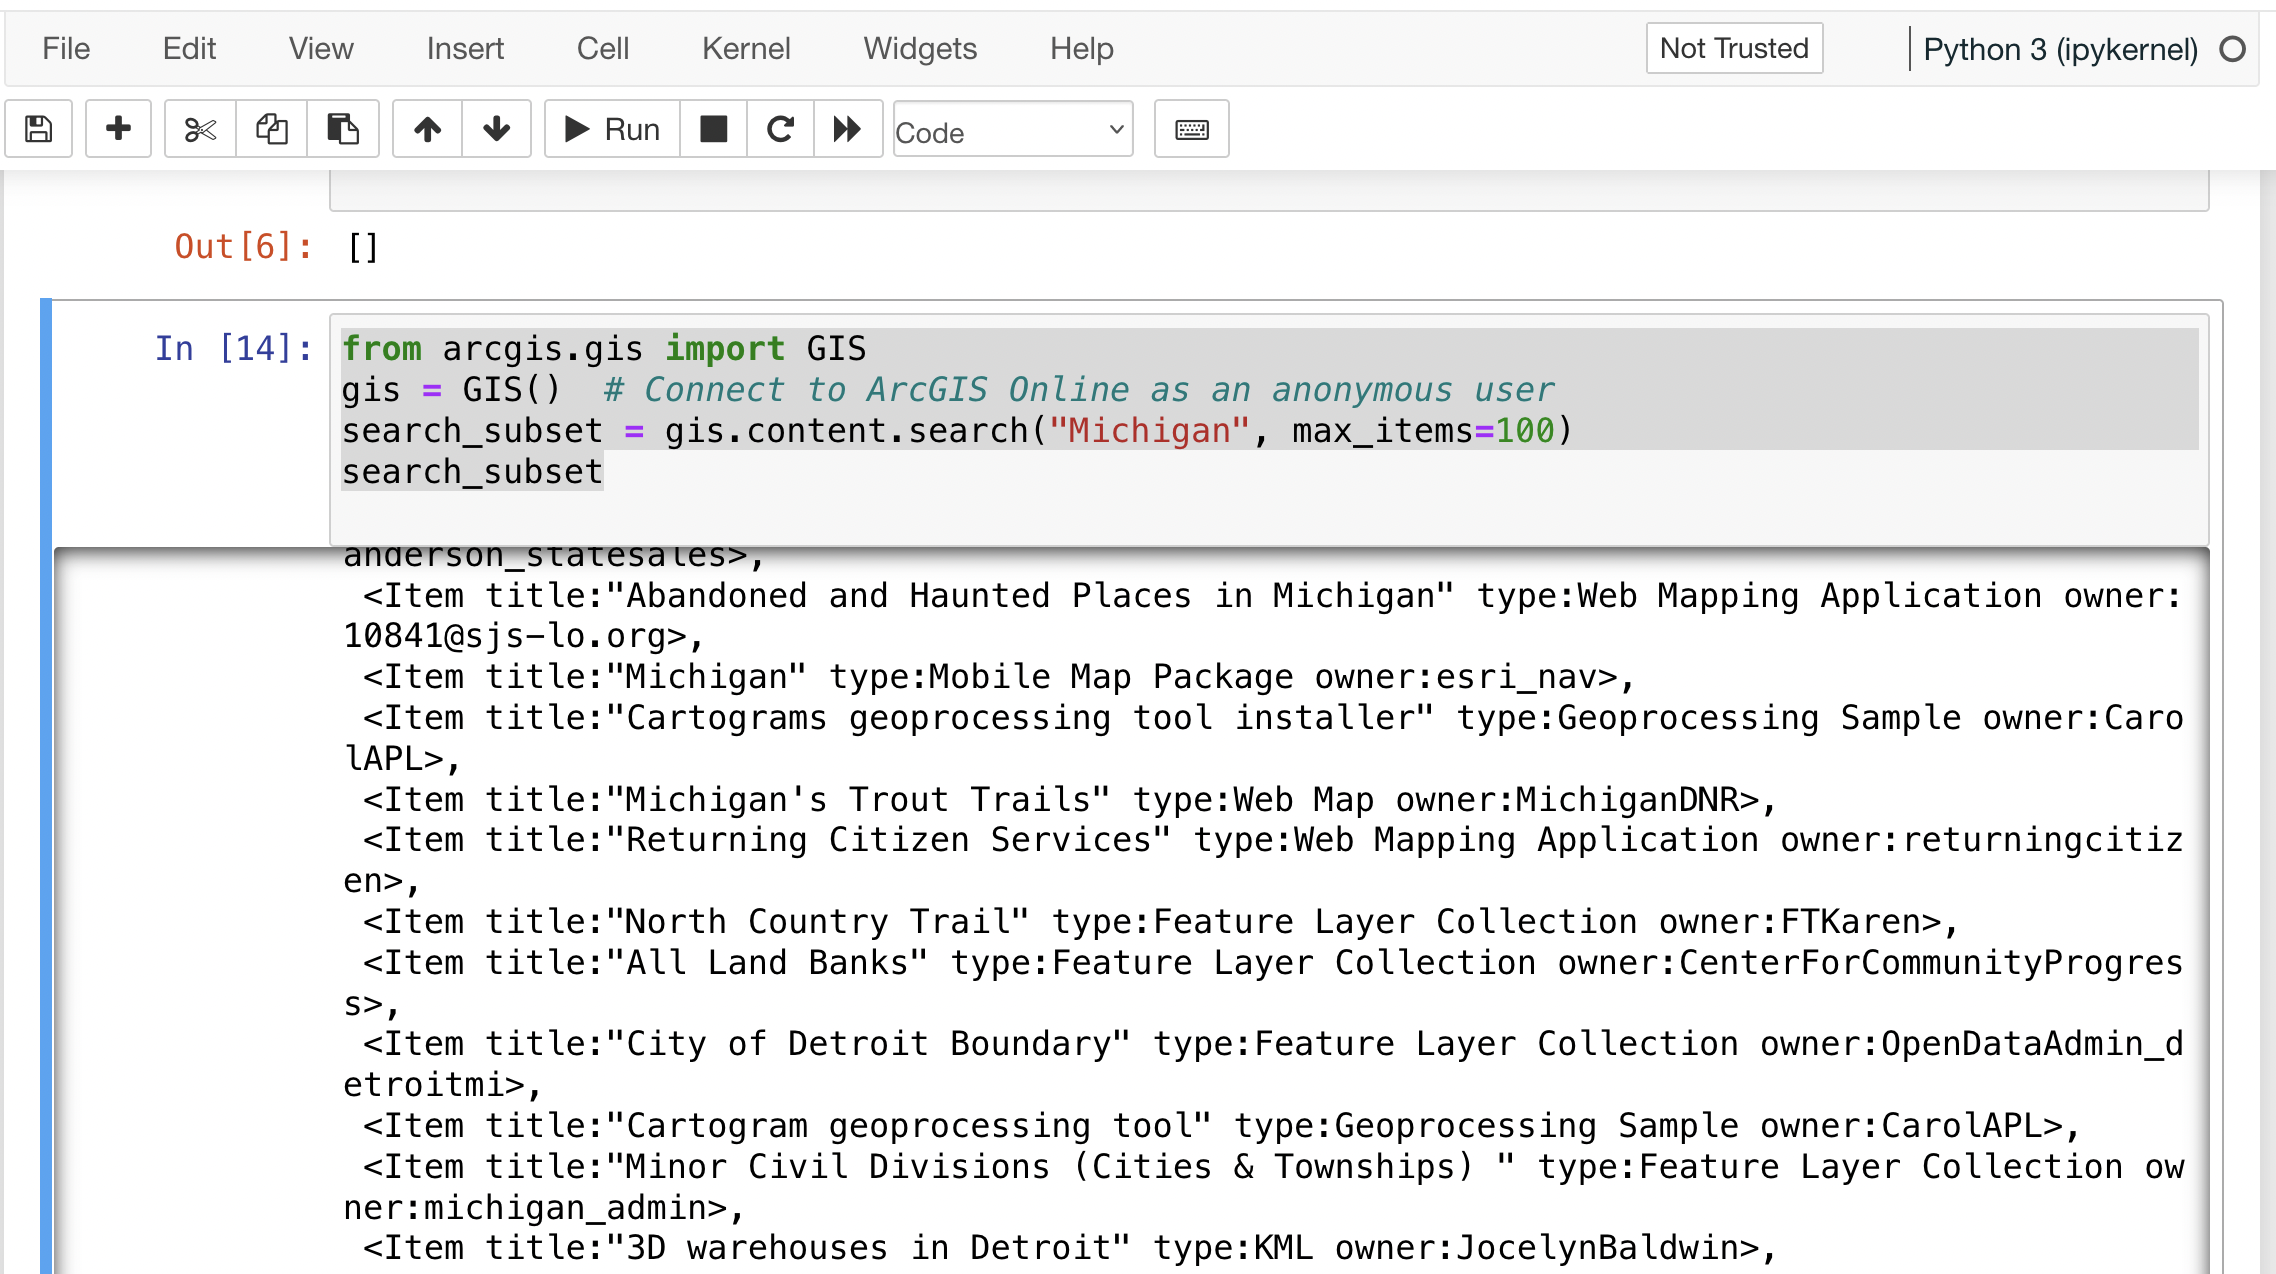 File Edit View Insert Cell Kernel Widgets Help Not Trusted Python 3 (ipykernel)
Run Code
Out[6]: []
In [14]: from arcgis.gis import GIS
gis = GIS()  # Connect to ArcGIS Online as an anonymous user
search_subset = gis.content.search("Michigan", max_items=100)
search_subset
anderson_statesales>,
<Item title:"Abandoned and Haunted Places in Michigan" type:Web Mapping Application owner:
10841@sjs-lo.org>,
<Item title:"Michigan" type:Mobile Map Package owner:esri_nav>,
<Item title:"Cartograms geoprocessing tool installer" type:Geoprocessing Sample owner:Caro
lAPL>,
<Item title:"Michigan's Trout Trails" type:Web Map owner:MichiganDNR>,
<Item title:"Returning Citizen Services" type:Web Mapping Application owner:returningcitiz
en>,
<Item title:"North Country Trail" type:Feature Layer Collection owner:FTKaren>,
<Item title:"All Land Banks" type:Feature Layer Collection owner:CenterForCommunityProgres
s>,
<Item title:"City of Detroit Boundary" type:Feature Layer Collection owner:OpenDataAdmin_d
etroitmi>,
<Item title:"Cartogram geoprocessing tool" type:Geoprocessing Sample owner:CarolAPL>,
<Item title:"Minor Civil Divisions (Cities & Townships) " type:Feature Layer Collection ow
ner:michigan_admin>,
<Item title:"3D warehouses in Detroit" type:KML owner:JocelynBaldwin>,